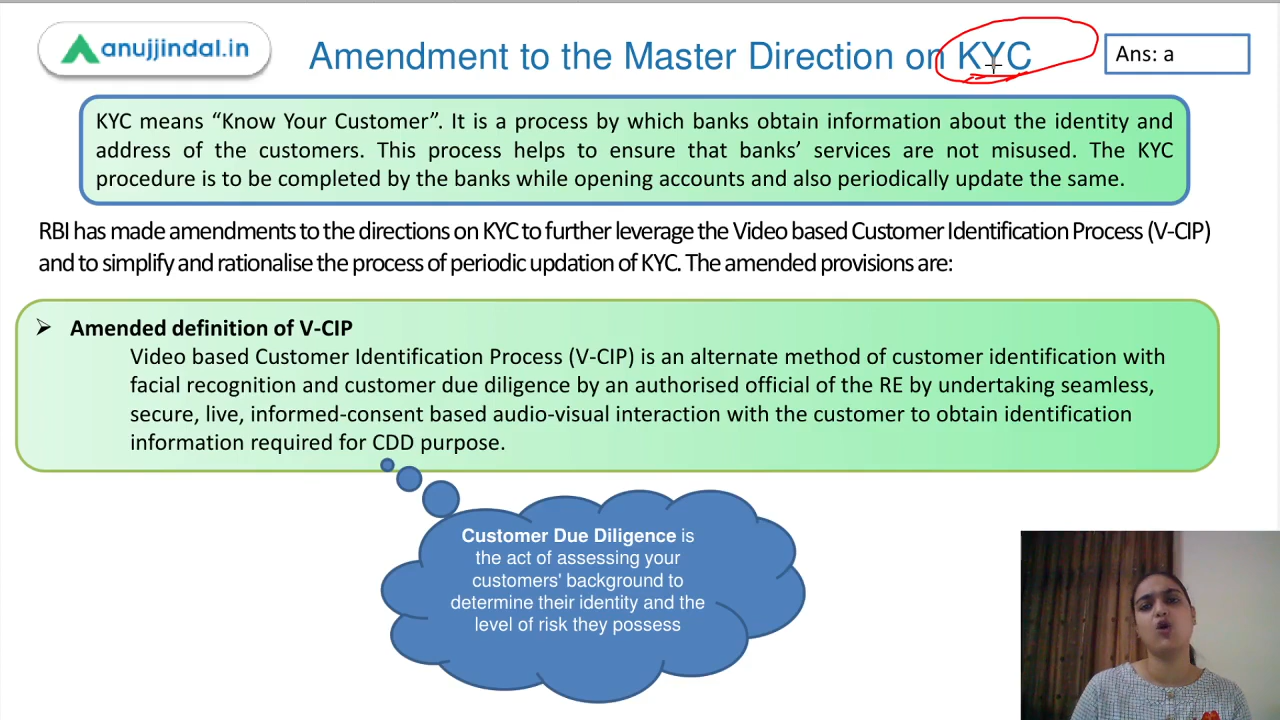 anujjindal.in
Amendment to the Master Direction on KYC
Ans: a
KYC means “Know Your Customer”. It is a process by which banks obtain information about the identity and
address of the customers. This process helps to ensure that banks’ services are not misused. The KYC
procedure is to be completed by the banks while opening accounts and also periodically update the same.
RBI has made amendments to the directions on KYC to further leverage the Video based Customer Identification Process (V-CIP)
and to simplify and rationalise the process of periodic updation of KYC. The amended provisions are:
➢ Amended definition of V-CIP
Video based Customer Identification Process (V-CIP) is an alternate method of customer identification with
facial recognition and customer due diligence by an authorised official of the RE by undertaking seamless,
secure, live, informed-consent based audio-visual interaction with the customer to obtain identification
information required for CDD purpose.
Customer Due Diligence is
the act of assessing your
customers' background to
determine their identity and the
level of risk they possess